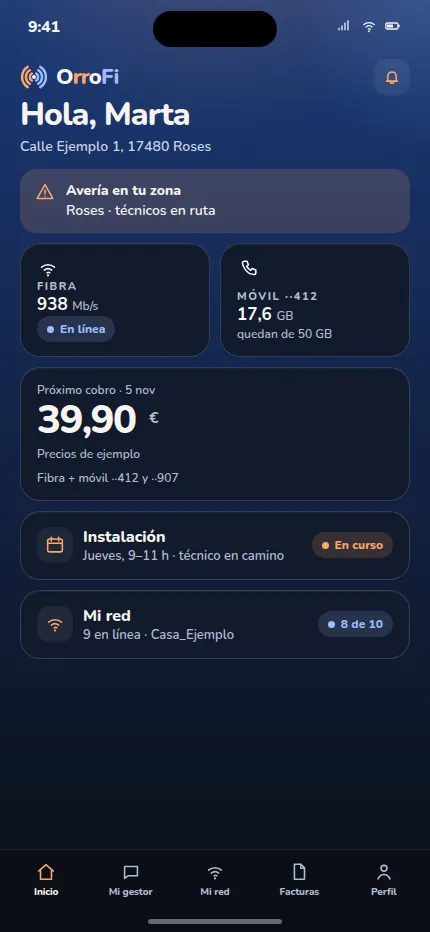 9:41
OrroFi
Hola, Marta
Calle Ejemplo 1, 17480 Roses
Avería en tu zona
Roses · técnicos en ruta
FIBRA
938 Mb/s
En línea
MÓVIL ··412
17,6 GB
quedan de 50 GB
Próximo cobro · 5 nov
39,90 €
Precios de ejemplo
Fibra + móvil ··412 y ··907
Instalación
Jueves, 9–11 h · técnico en camino
En curso
Mi red
9 en línea · Casa_Ejemplo
8 de 10
Inicio
Mi gestor
Mi red
Facturas
Perfil